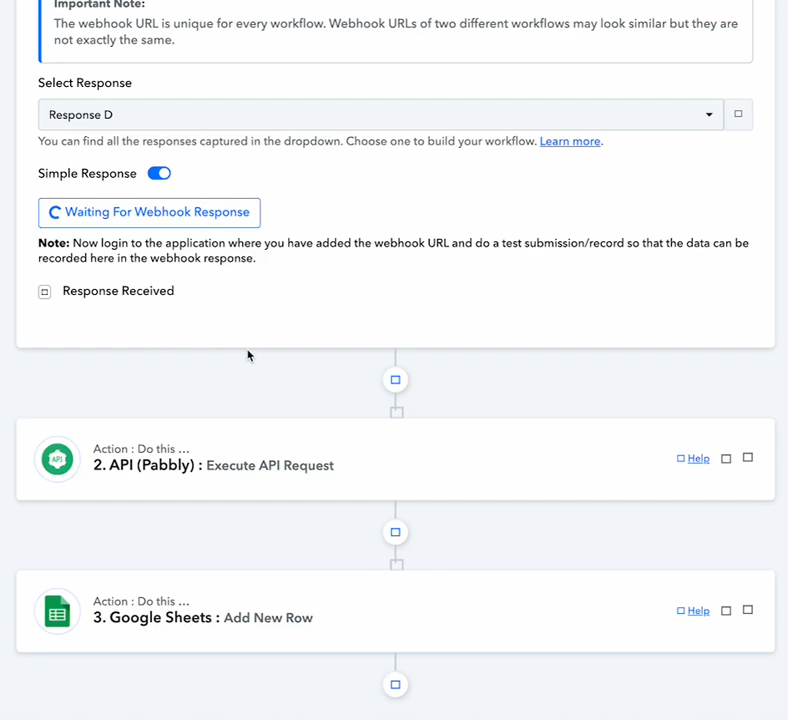 Important Note:
The webhook URL is unique for every workflow. Webhook URLs of two different workflows may look similar but they are
not exactly the same.
Select Response
Response D
You can find all the responses captured in the dropdown. Choose one to build your workflow. Learn more.
Simple Response
Waiting For Webhook Response
Note: Now login to the application where you have added the webhook URL and do a test submission/record so that the data can be
recorded here in the webhook response.
Response Received
Action : Do this ...
2. API (Pabbly) : Execute API Request
Help
API
Action : Do this ...
3. Google Sheets : Add New Row
Help